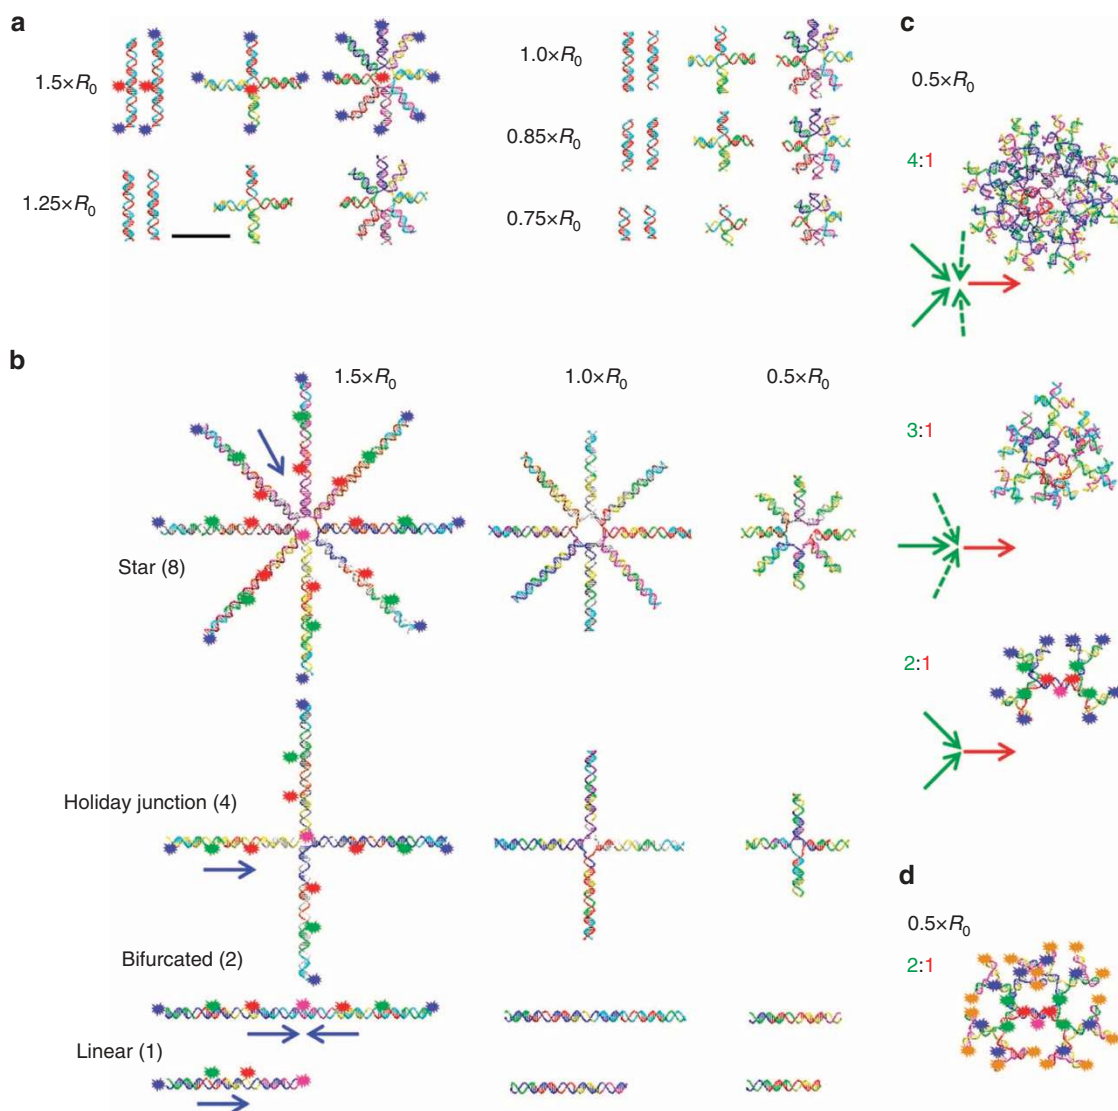 a
1.5×R0
1.25×R0
1.0×R0
0.85×R0
0.75×R0
b
1.5×R0
1.0×R0
0.5×R0
Star (8)
Holiday junction (4)
Bifurcated (2)
Linear (1)
c
0.5×R0
4:1
3:1
2:1
d
0.5×R0
2:1